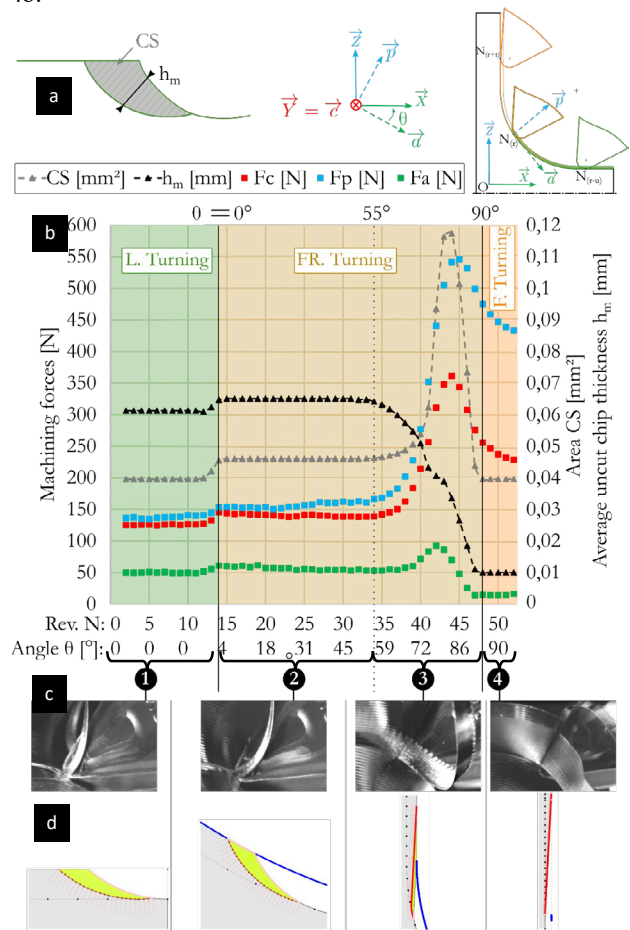 CS
h_m
a
z
p
Y = c
x
θ
a
N(r+r)
p
N(r)
z
a
O
x
N(r-u)
CS [mm²] h_m [mm] Fc [N] Fp [N] Fa [N]
0 = 0° 55° 90°
b
L. Turning
FR. Turning
F. Turning
600
550
500
450
400
350
300
250
200
150
100
50
0
Machining forces [N]
0,12
0,11
0,1
0,09
0,08
0,07
0,06
0,05
0,04
0,03
0,02
0,01
0
Area CS [mm²]
Average uncut chip thickness h_m [mm]
Rev. N: 0 5 10 15 20 25 30 35 40 45 50
Angle θ [°]: 0 0 0 4 18 31 45 59 72 86 90
1 2 3 4
c
d